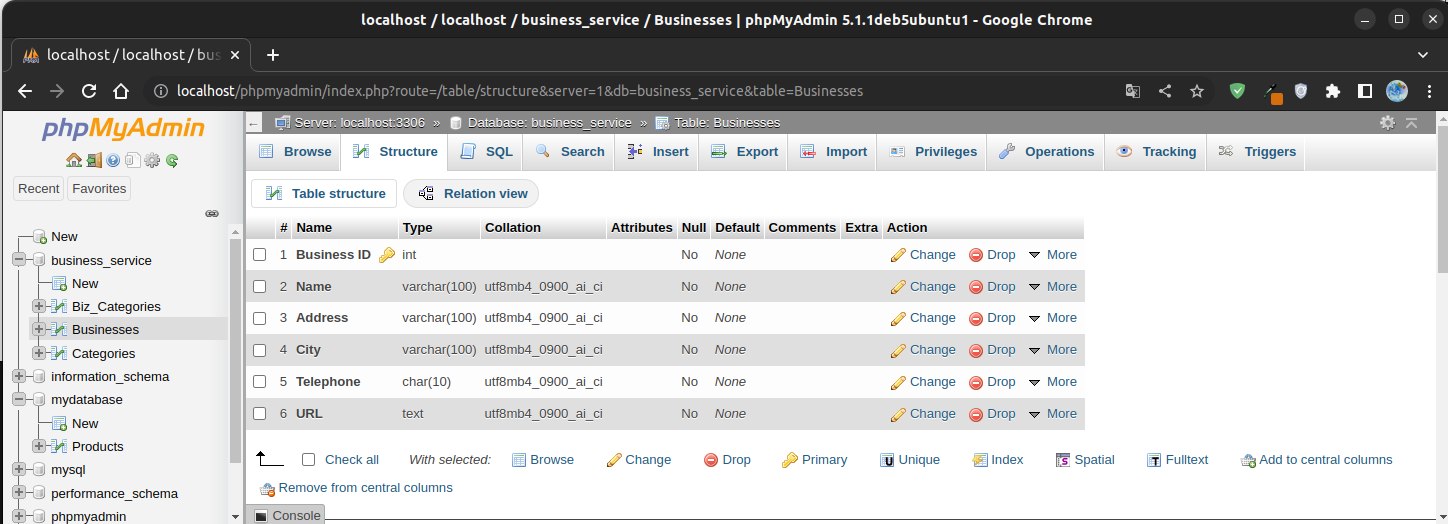 localhost / localhost / business_service / Businesses | phpMyAdmin 5.1.1deb5ubuntu1 - Google Chrome
localhost / localhost / bus
localhost/phpmyadmin/index.php?route=/table/structure&server=1&db=business_service&table=Businesses
phpMyAdmin
Recent Favorites
New
business_service
New
Biz_Categories
Businesses
Categories
information_schema
mydatabase
New
Products
mysql
performance_schema
phpmyadmin
Server: localhost:3306 » Database: business_service » Table: Businesses
Browse Structure SQL Search Insert Export Import Privileges Operations Tracking Triggers
Table structure Relation view
# Name Type Collation Attributes Null Default Comments Extra Action
1 Business ID int No None Change Drop More
2 Name varchar(100) utf8mb4_0900_ai_ci No None Change Drop More
3 Address varchar(100) utf8mb4_0900_ai_ci No None Change Drop More
4 City varchar(100) utf8mb4_0900_ai_ci No None Change Drop More
5 Telephone char(10) utf8mb4_0900_ai_ci No None Change Drop More
6 URL text utf8mb4_0900_ai_ci No None Change Drop More
Check all With selected: Browse Change Drop Primary Unique Index Spatial Fulltext Add to central columns
Remove from central columns
Console